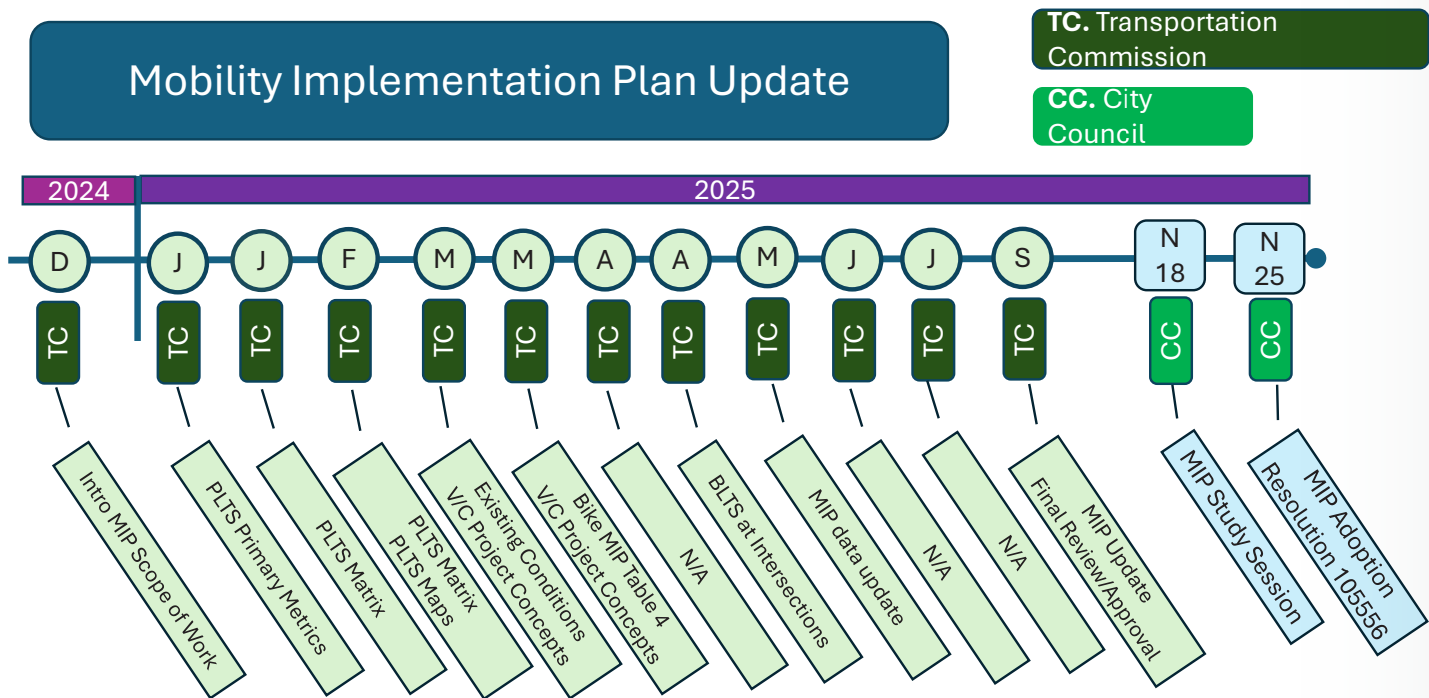 Mobility Implementation Plan Update
TC. Transportation
Commission
CC. City
Council
2024
2025
D
J
J
F
M
M
A
A
M
J
J
S
N
18
N
25
TC
TC
TC
TC
TC
TC
TC
TC
TC
TC
TC
TC
CC
CC
Intro MIP Scope of Work
PLTS Primary Metrics
PLTS Matrix
PLTS Matrix
PLTS Maps
Existing Conditions
V/C Project Concepts
Bike MIP Table 4
V/C Project Concepts
N/A
BLTS at Intersections
MIP data update
N/A
N/A
MIP Update
Final Review/Approval
MIP Study Session
MIP Adoption
Resolution 105556